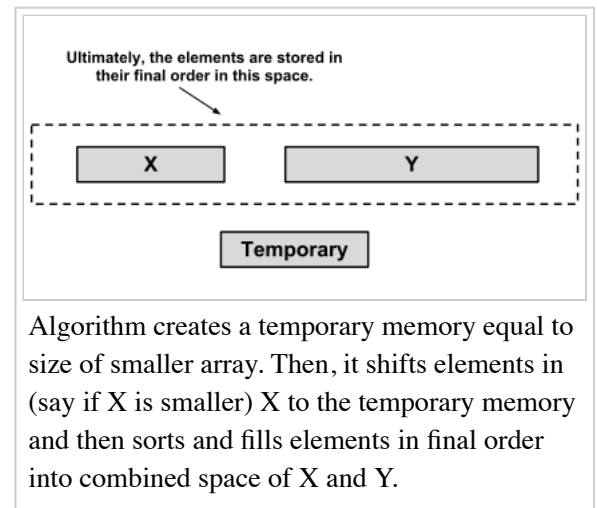 Ultimately, the elements are stored in
their final order in this space.
X
Y
Temporary
Algorithm creates a temporary memory equal to
size of smaller array. Then, it shifts elements in
(say if X is smaller) X to the temporary memory
and then sorts and fills elements in final order
into combined space of X and Y.